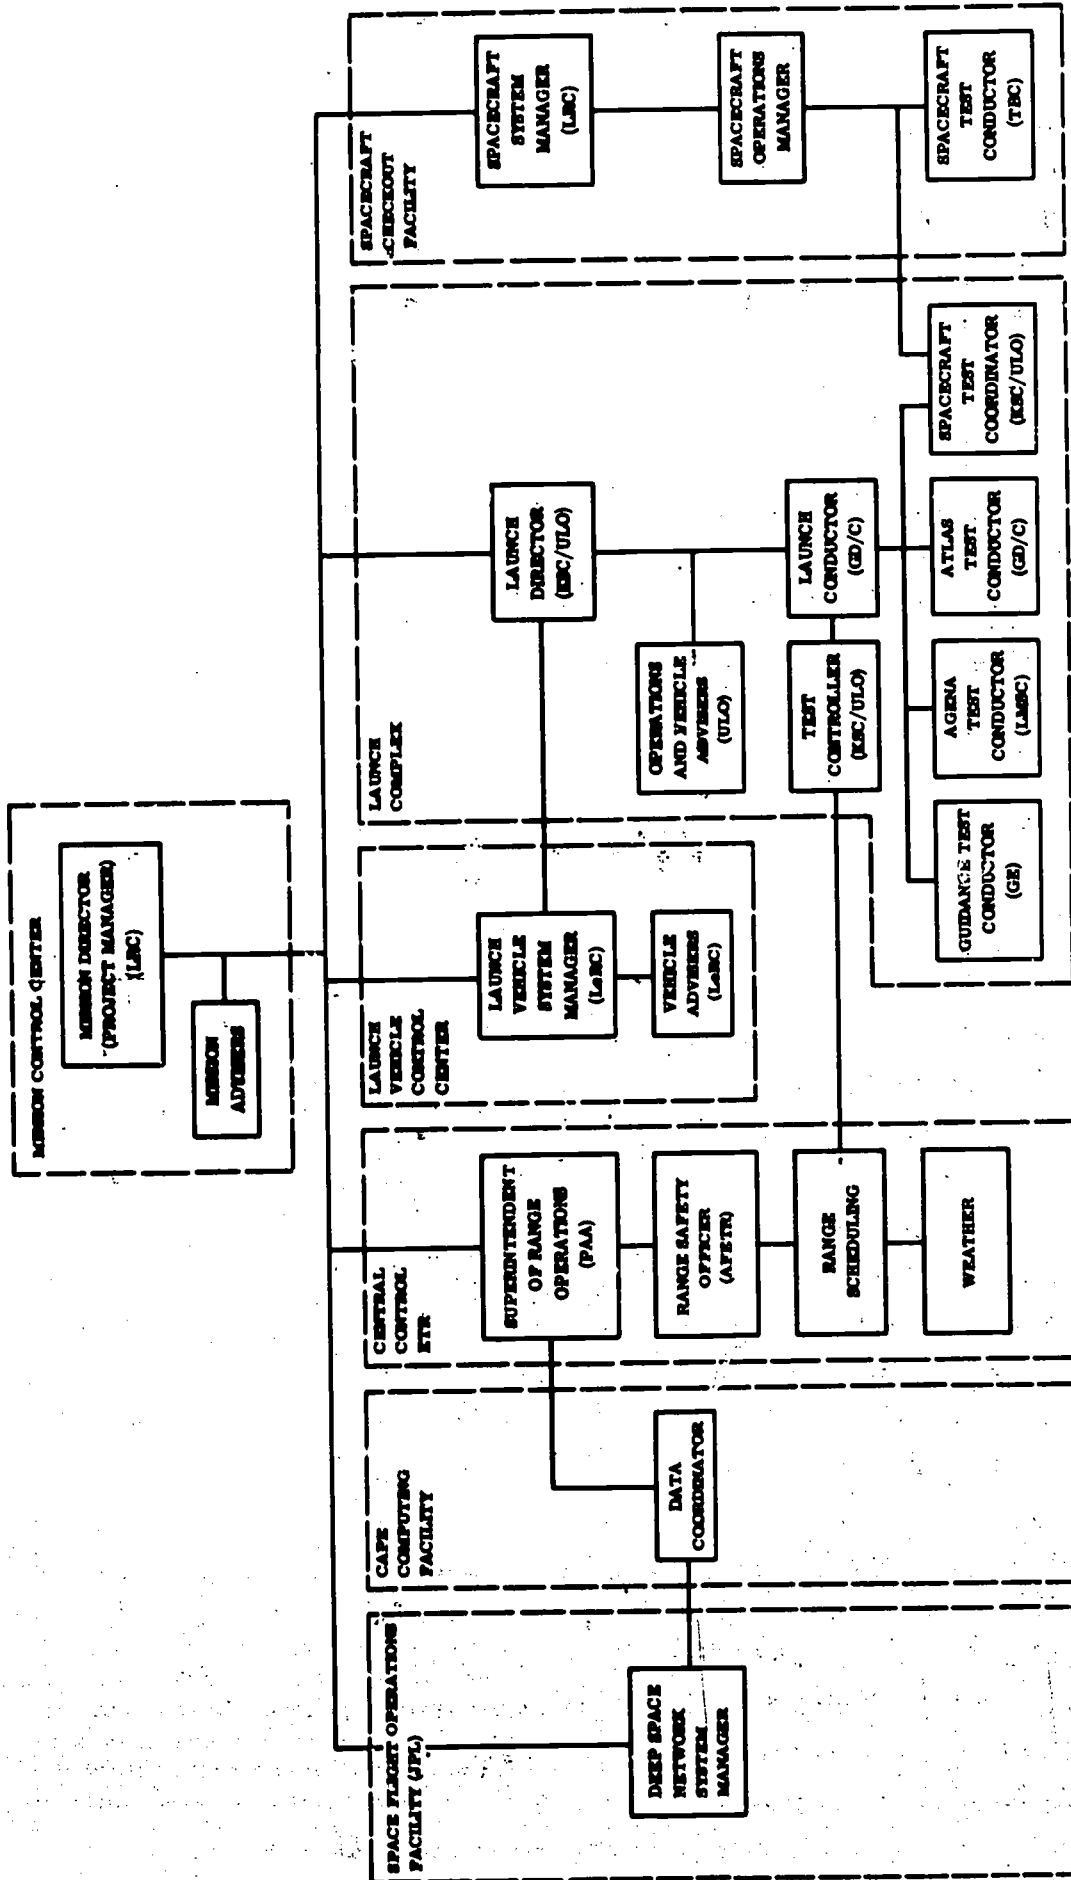 MISSION CONTROL CENTER
MISSION DIRECTOR
(PROJECT MANAGER)
(LRC)
MISSION
ADVISERS
SPACE FLIGHT OPERATIONS
FACILITY (JPL)
DEEP SPACE
NETWORK
SYSTEM
MANAGER
CAPE
COMPUTING
FACILITY
DATA
COORDINATOR
CENTRAL
CONTROL
ETR
SUPERINTENDENT
OF RANGE
OPERATIONS
(PAA)
RANGE SAFETY
OFFICER
(AFETR)
RANGE
SCHEDULING
WEATHER
LAUNCH
VEHICLE
CONTROL
CENTER
LAUNCH
VEHICLE
SYSTEM
MANAGER
(LeRC)
VEHICLE
ADVISERS
(LeRC)
LAUNCH
COMPLEX
LAUNCH
DIRECTOR
(KSC/ULO)
OPERATIONS
AND VEHICLE
ADVISERS
(ULO)
TEST
CONTROLLER
(KSC/ULO)
LAUNCH
CONDUCTOR
(GD/C)
GUIDANCE TEST
CONDUCTOR
(GE)
AGENA
TEST
CONDUCTOR
(LMSC)
ATLAS
TEST
CONDUCTOR
(GD/C)
SPACECRAFT
TEST
COORDINATOR
(KSC/ULO)
SPACECRAFT
CHECKOUT
FACILITY
SPACECRAFT
SYSTEM
MANAGER
(LRC)
SPACECRAFT
OPERATIONS
MANAGER
SPACECRAFT
TEST
CONDUCTOR
(TBC)